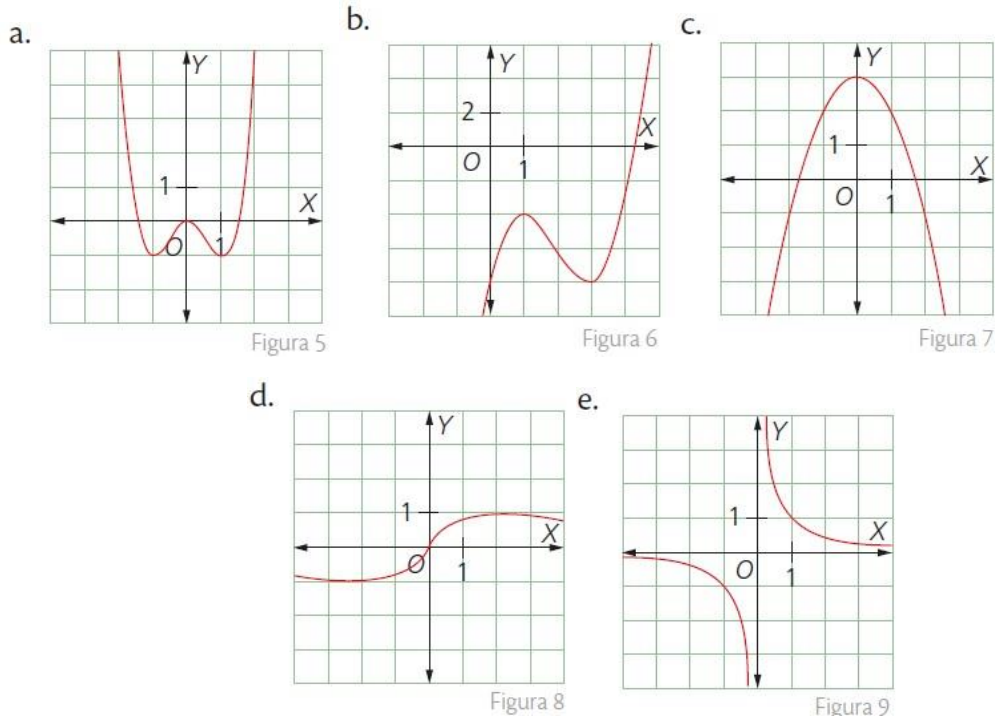 a.
Y
1
X
O
1
Figura 5
b.
Y
2
X
O
1
Figura 6
c.
Y
1
X
O
1
Figura 7
d.
Y
1
X
O
1
Figura 8
e.
Y
1
X
O
1
Figura 9